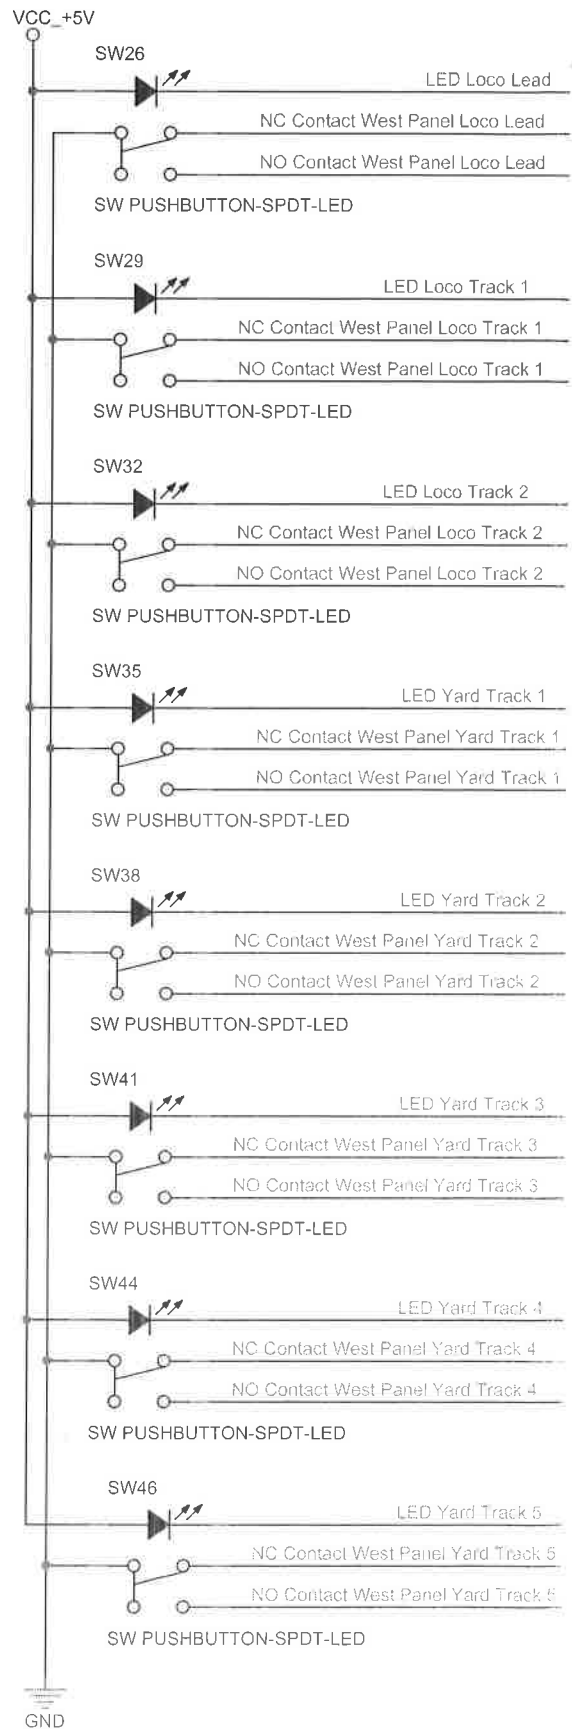 VCC_+5V
SW26
LED Loco Lead
NC Contact West Panel Loco Lead
NO Contact West Panel Loco Lead
SW PUSHBUTTON-SPDT-LED
SW29
LED Loco Track 1
NC Contact West Panel Loco Track 1
NO Contact West Panel Loco Track 1
SW PUSHBUTTON-SPDT-LED
SW32
LED Loco Track 2
NC Contact West Panel Loco Track 2
NO Contact West Panel Loco Track 2
SW PUSHBUTTON-SPDT-LED
SW35
LED Yard Track 1
NC Contact West Panel Yard Track 1
NO Contact West Panel Yard Track 1
SW PUSHBUTTON-SPDT-LED
SW38
LED Yard Track 2
NC Contact West Panel Yard Track 2
NO Contact West Panel Yard Track 2
SW PUSHBUTTON-SPDT-LED
SW41
LED Yard Track 3
NC Contact West Panel Yard Track 3
NO Contact West Panel Yard Track 3
SW PUSHBUTTON-SPDT-LED
SW44
LED Yard Track 4
NC Contact West Panel Yard Track 4
NO Contact West Panel Yard Track 4
SW PUSHBUTTON-SPDT-LED
SW46
LED Yard Track 5
NC Contact West Panel Yard Track 5
NO Contact West Panel Yard Track 5
SW PUSHBUTTON-SPDT-LED
GND